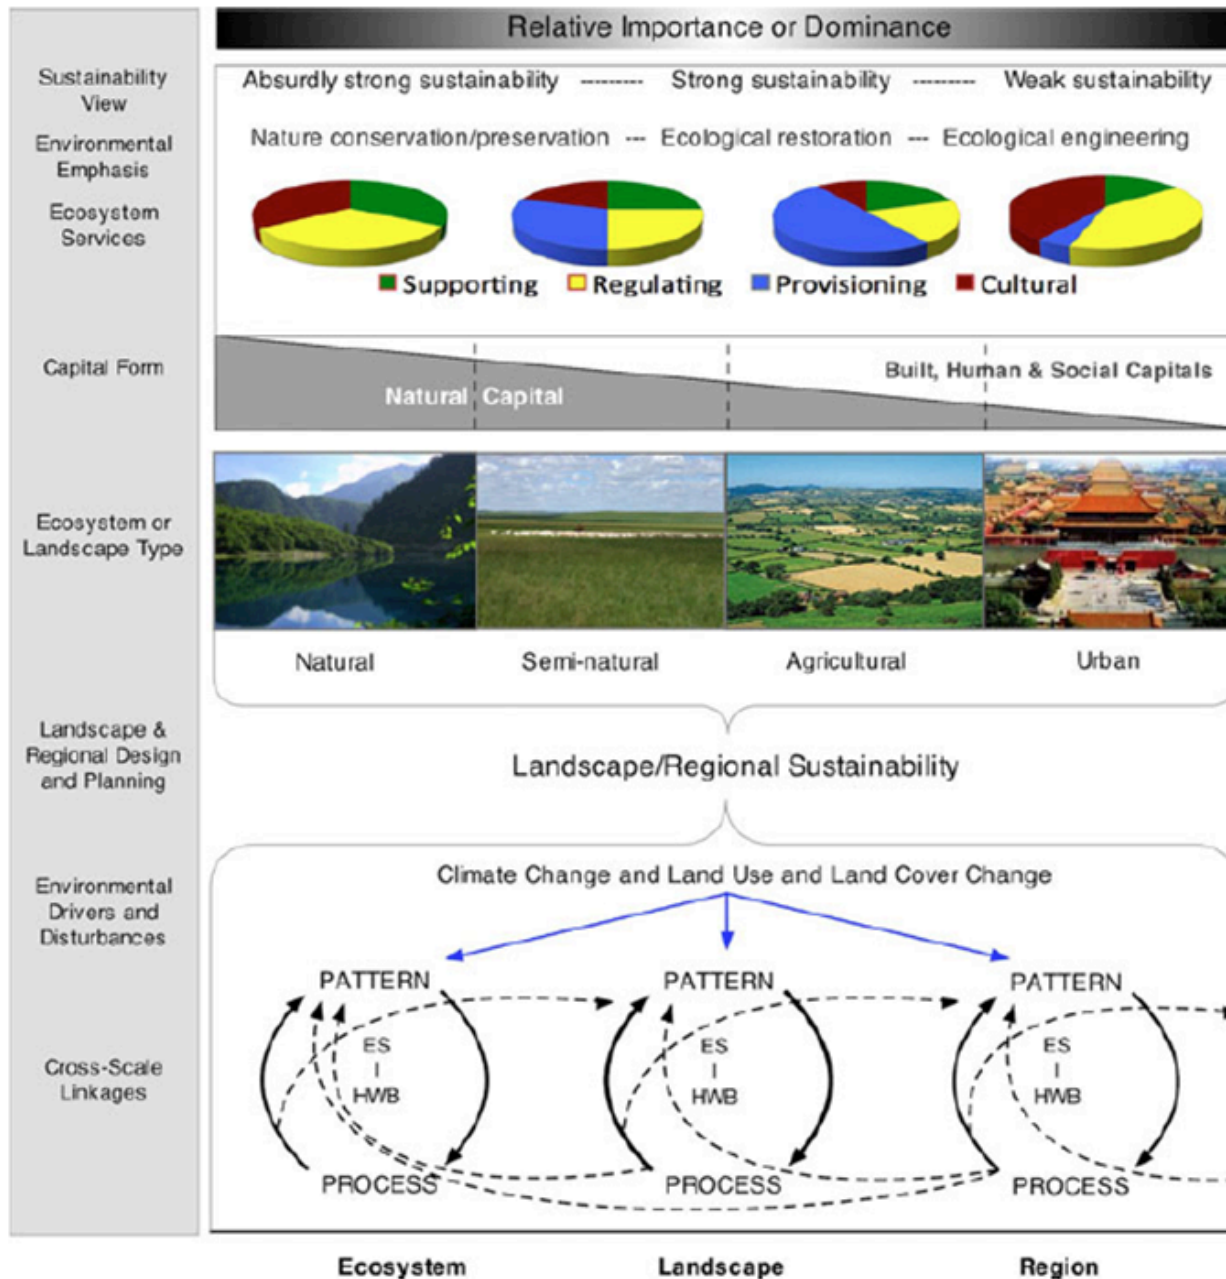 Relative Importance or Dominance
Sustainability
View
Absurdly strong sustainability --------- Strong sustainability --------- Weak sustainability
Environmental
Emphasis
Nature conservation/preservation --- Ecological restoration --- Ecological engineering
Ecosystem
Services
Supporting Regulating Provisioning Cultural
Capital Form
Natural Capital
Built, Human & Social Capitals
Ecosystem or
Landscape Type
Natural Semi-natural Agricultural Urban
Landscape &
Regional Design
and Planning
Landscape/Regional Sustainability
Environmental
Drivers and
Disturbances
Climate Change and Land Use and Land Cover Change
PATTERN PATTERN PATTERN
Cross-Scale
Linkages
ES ES ES
HWB HWB HWB
PROCESS PROCESS PROCESS
Ecosystem Landscape Region